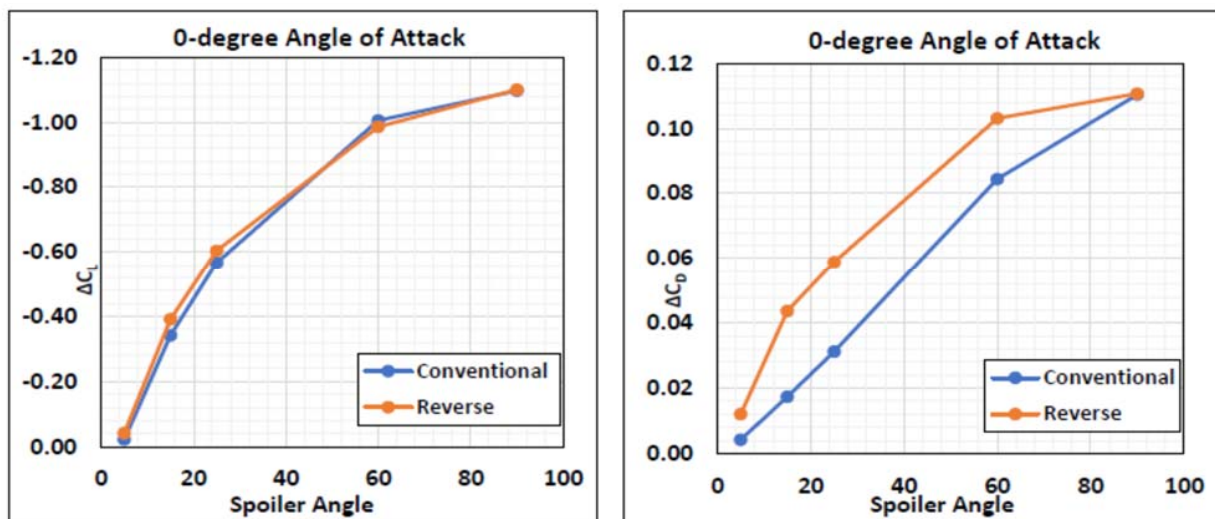 0-degree Angle of Attack
-1.20
-1.00
-0.80
-0.60
-0.40
-0.20
0.00
ΔC_L
Conventional
Reverse
0 20 40 60 80 100
Spoiler Angle
0-degree Angle of Attack
0.12
0.10
0.08
0.06
0.04
0.02
0.00
ΔC_D
Conventional
Reverse
0 20 40 60 80 100
Spoiler Angle